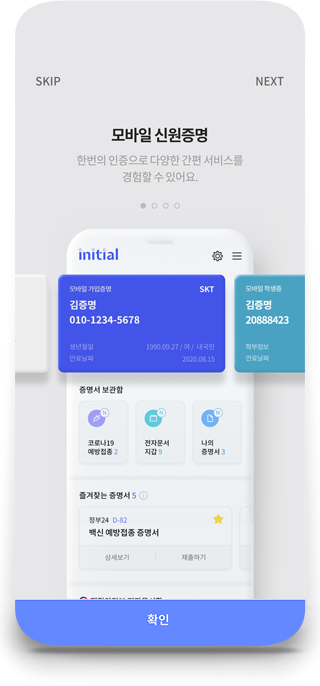 SKIP
NEXT
모바일 신원증명
한번의 인증으로 다양한 간편 서비스를
경험할 수 있어요.
initial
모바일 가입증명
SKT
김증명
010-1234-5678
생년월일
1990.09.27 / 여 / 내국인
만료날짜
2020.08.15
모바일 학생증
김증명
20888423
학부정보
만료날짜
증명서 보관함
N
N
N
코로나19
예방접종 2
전자문서
지갑 9
나의
증명서 3
즐겨찾는 증명서 5
정부24 D-82
백신 예방접종 증명서
상세보기
제출하기
확인